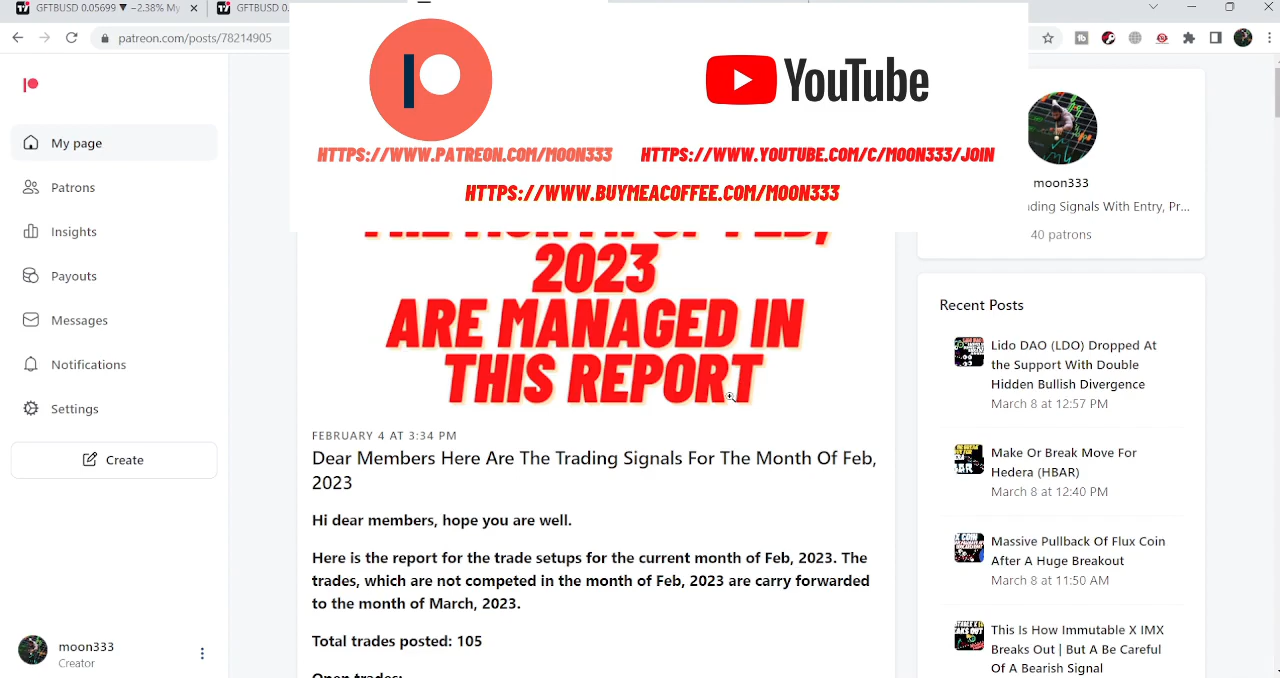 GFTBUSD 0.05699 ▼ −2.38% My
GFTBUSD 0.0
patreon.com/posts/78214905
YouTube
HTTPS://WWW.PATREON.COM/MOON333
HTTPS://WWW.YOUTUBE.COM/C/MOON333/JOIN
HTTPS://WWW.BUYMEACOFFEE.COM/MOON333
My page
Patrons
Insights
Payouts
Messages
Notifications
Settings
Create
moon333
Creator
2023
ARE MANAGED IN
THIS REPORT
FEBRUARY 4 AT 3:34 PM
Dear Members Here Are The Trading Signals For The Month Of Feb,
2023
Hi dear members, hope you are well.
Here is the report for the trade setups for the current month of Feb, 2023. The
trades, which are not competed in the month of Feb, 2023 are carry forwarded
to the month of March, 2023.
Total trades posted: 105
Open trades:
moon333
ding Signals With Entry, Pr...
40 patrons
Recent Posts
Lido DAO (LDO) Dropped At
the Support With Double
Hidden Bullish Divergence
March 8 at 12:57 PM
Make Or Break Move For
Hedera (HBAR)
March 8 at 12:40 PM
Massive Pullback Of Flux Coin
After A Huge Breakout
March 8 at 11:50 AM
This Is How Immutable X IMX
Breaks Out | But A Be Careful
Of A Bearish Signal